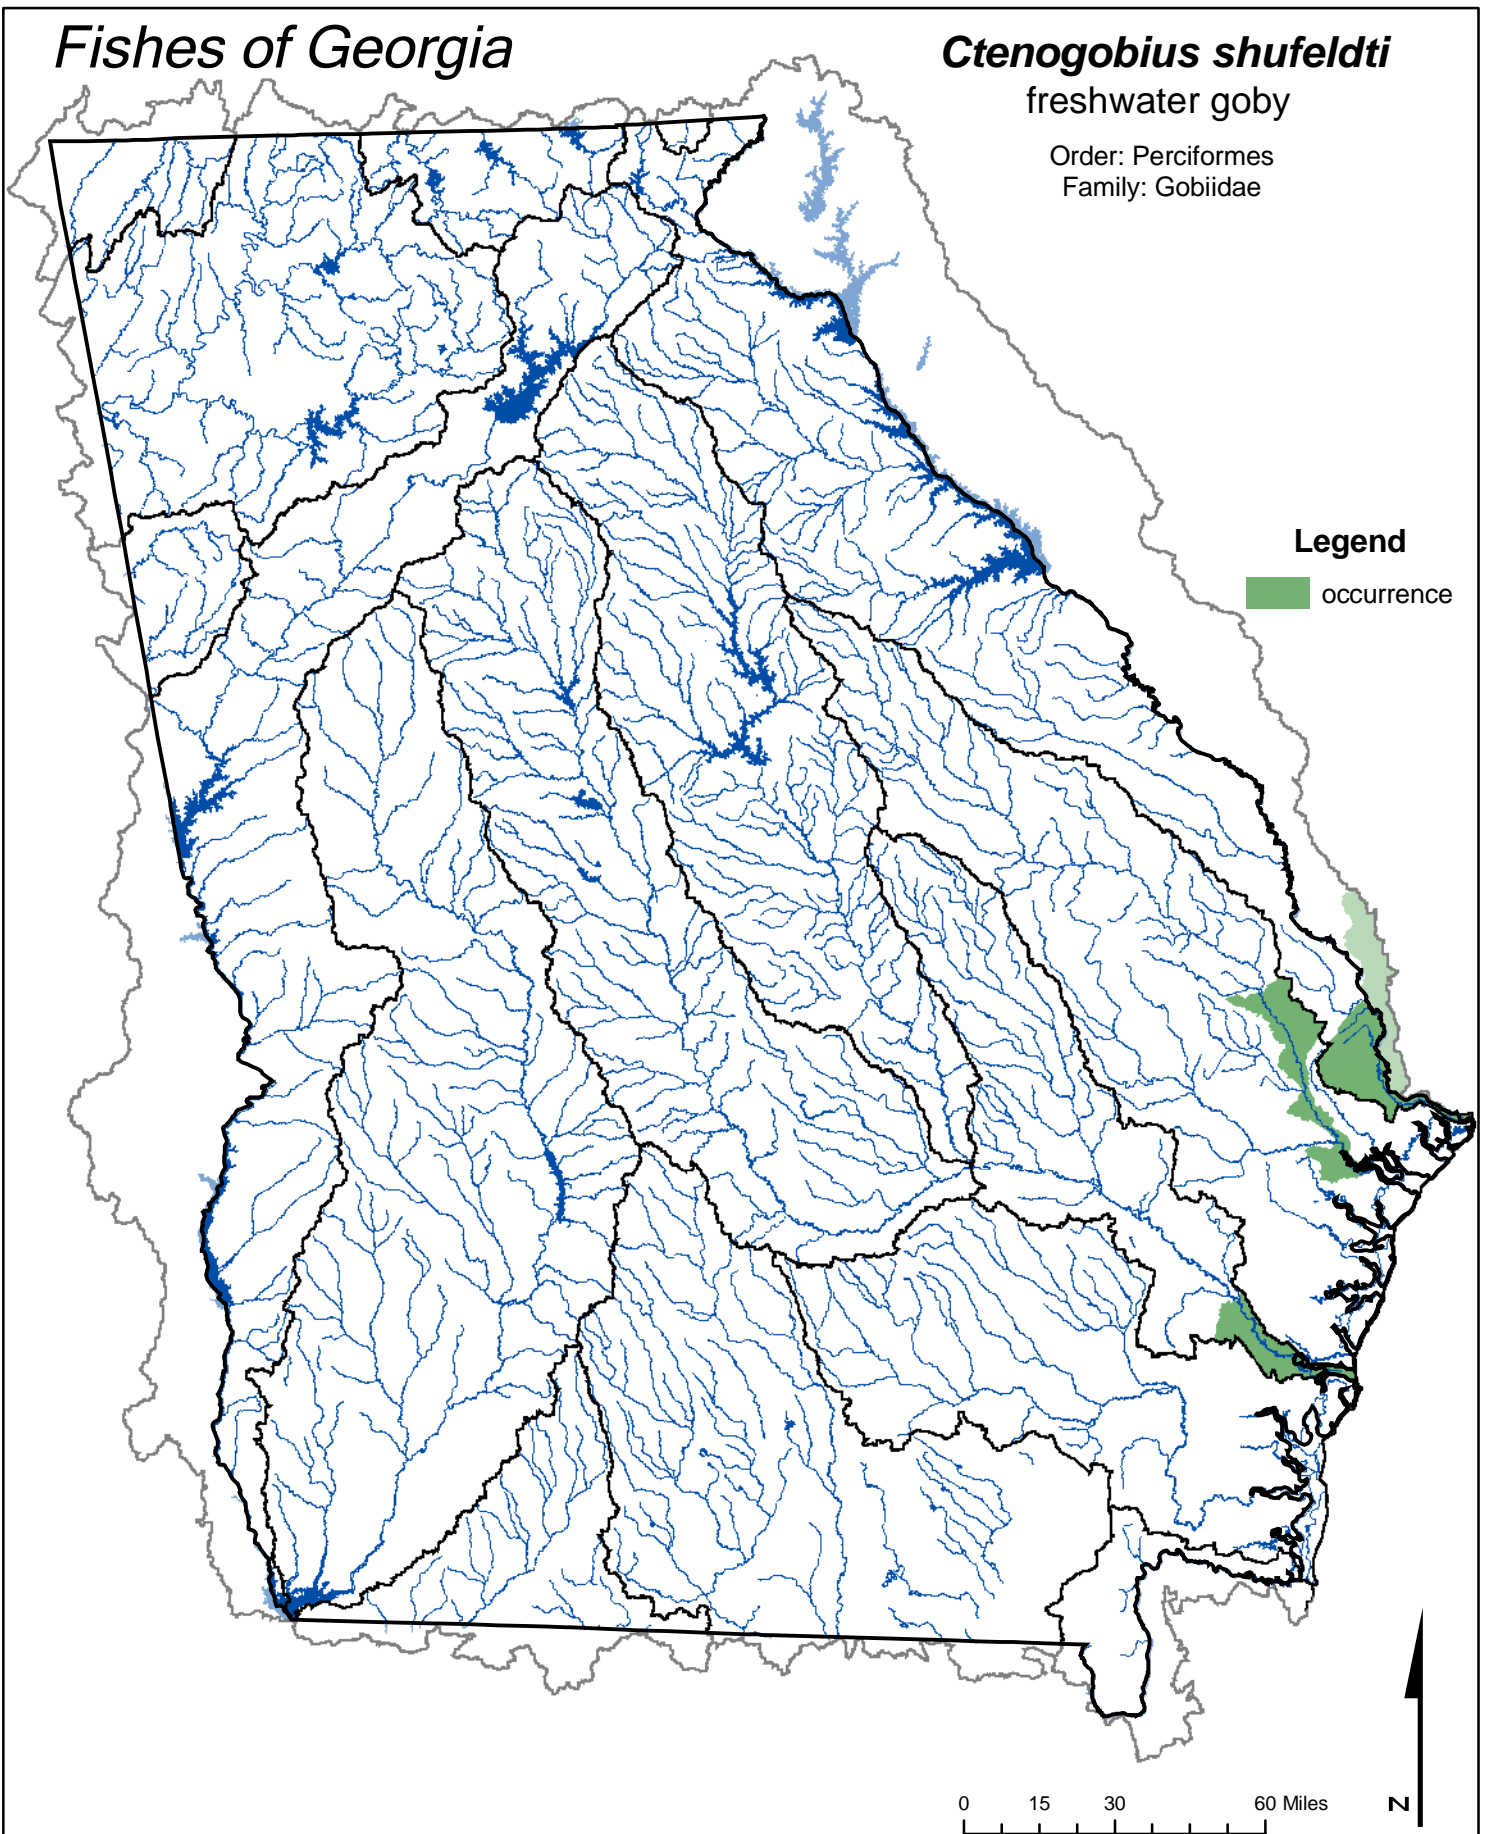 Fishes of Georgia
Ctenogobius shufeldti
freshwater goby
Order: Perciformes
Family: Gobiidae
Legend
occurrence
0 15 30 60 Miles
N